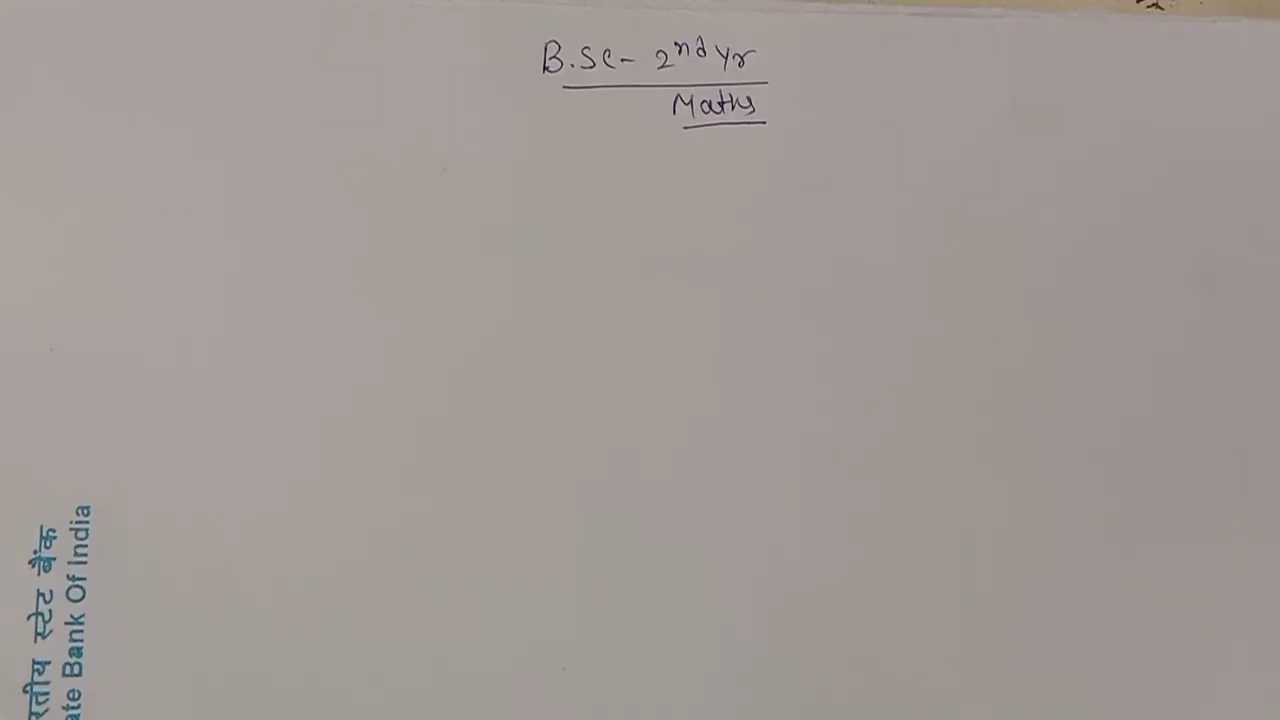 B.Sc- 2nd Yr
Maths
रतीय स्टेट बैंक
ate Bank Of India